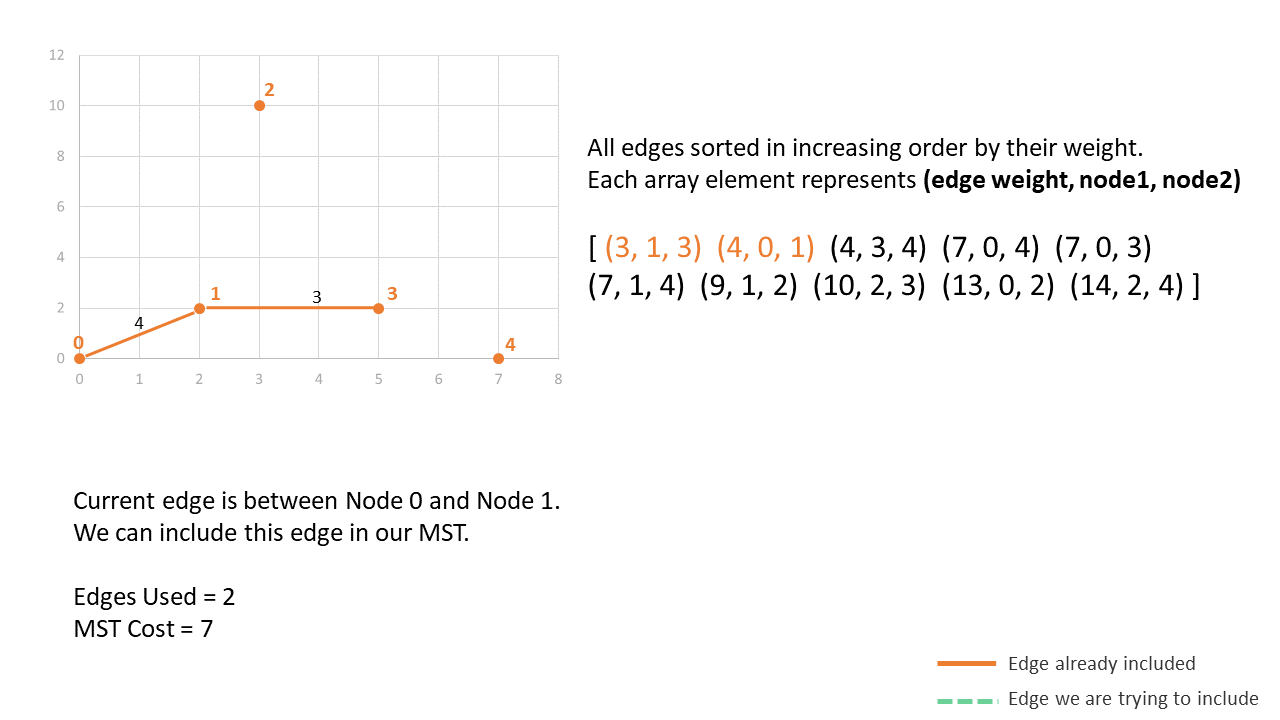 12
10
2
8
6
4
2
1
3
3
4
0
0
4
0 1 2 3 4 5 6 7 8
All edges sorted in increasing order by their weight.
Each array element represents (edge weight, node1, node2)
[ (3, 1, 3) (4, 0, 1) (4, 3, 4) (7, 0, 4) (7, 0, 3)
(7, 1, 4) (9, 1, 2) (10, 2, 3) (13, 0, 2) (14, 2, 4) ]
Current edge is between Node 0 and Node 1.
We can include this edge in our MST.
Edges Used = 2
MST Cost = 7
Edge already included
Edge we are trying to include